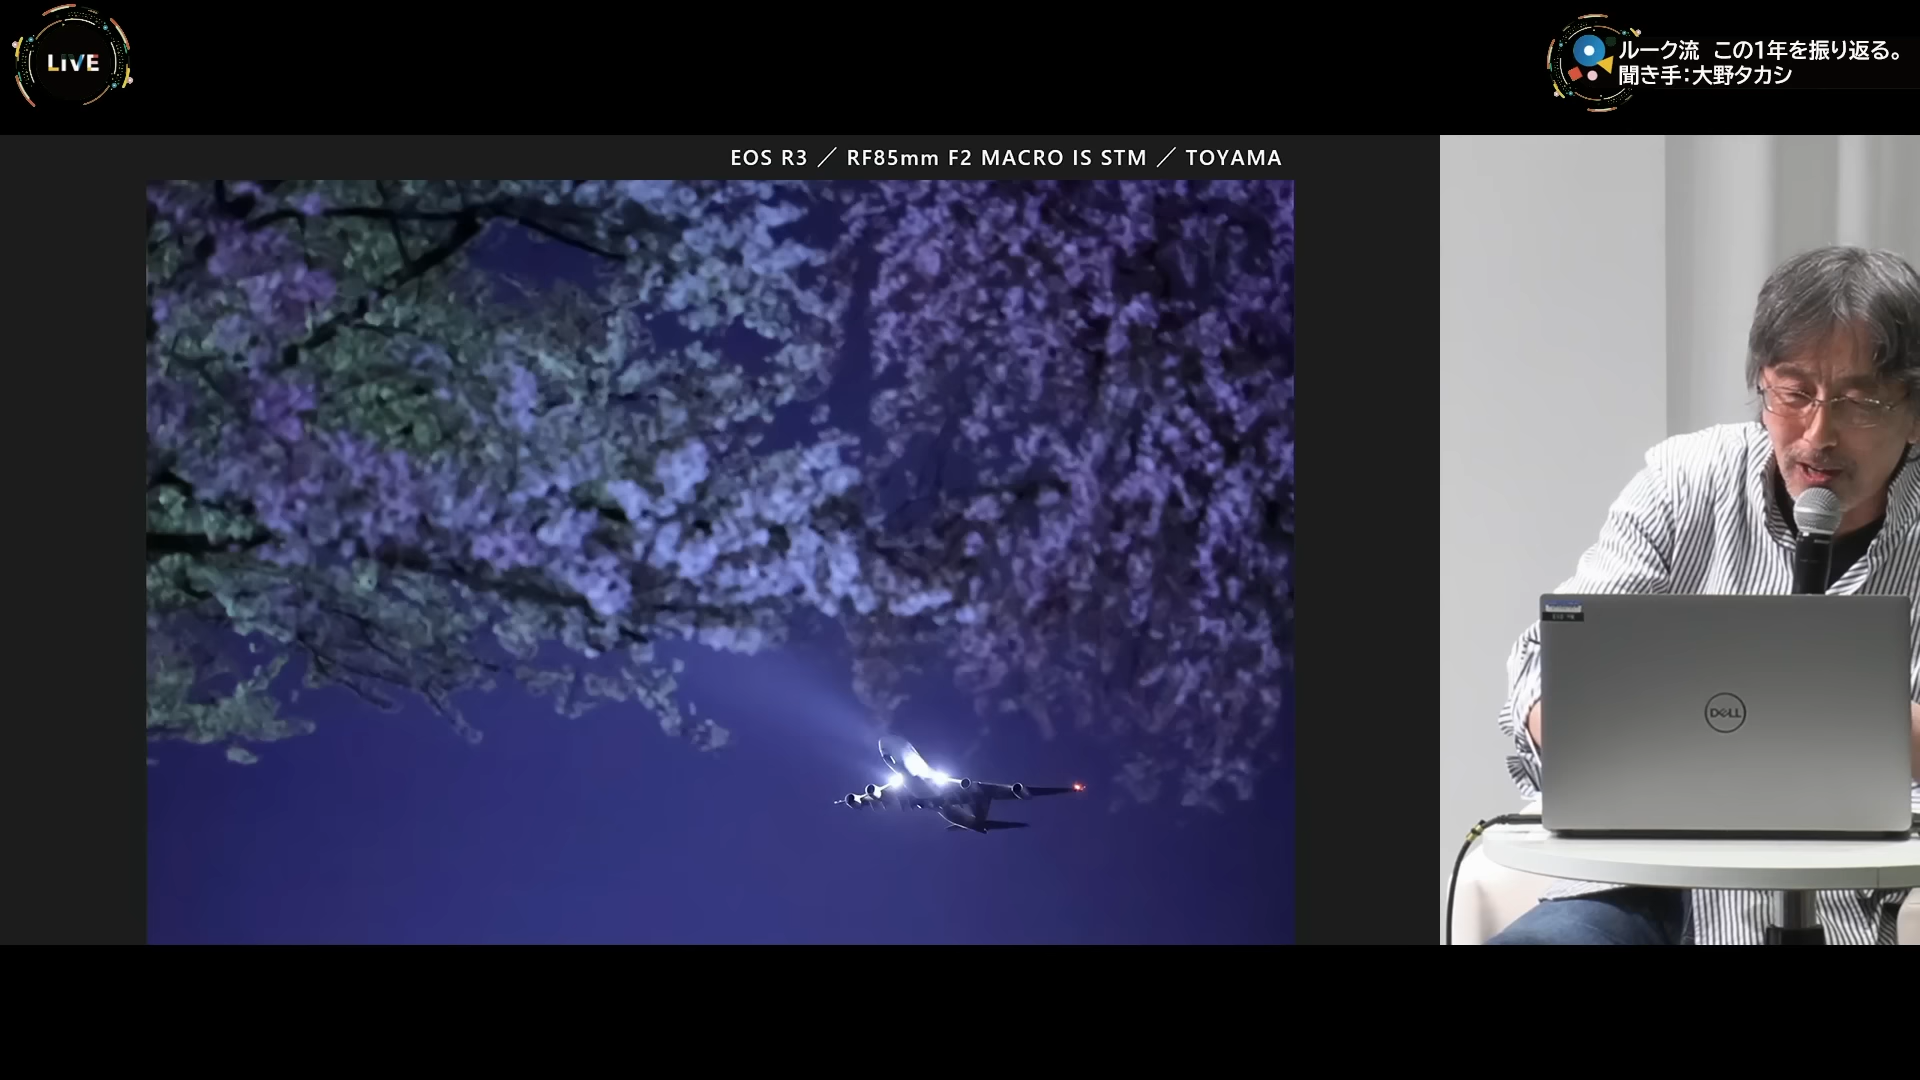 LIVE
ルーク流 この1年を振り返る。
聞き手：大野タカシ
EOS R3 ／ RF85mm F2 MACRO IS STM ／ TOYAMA
DELL